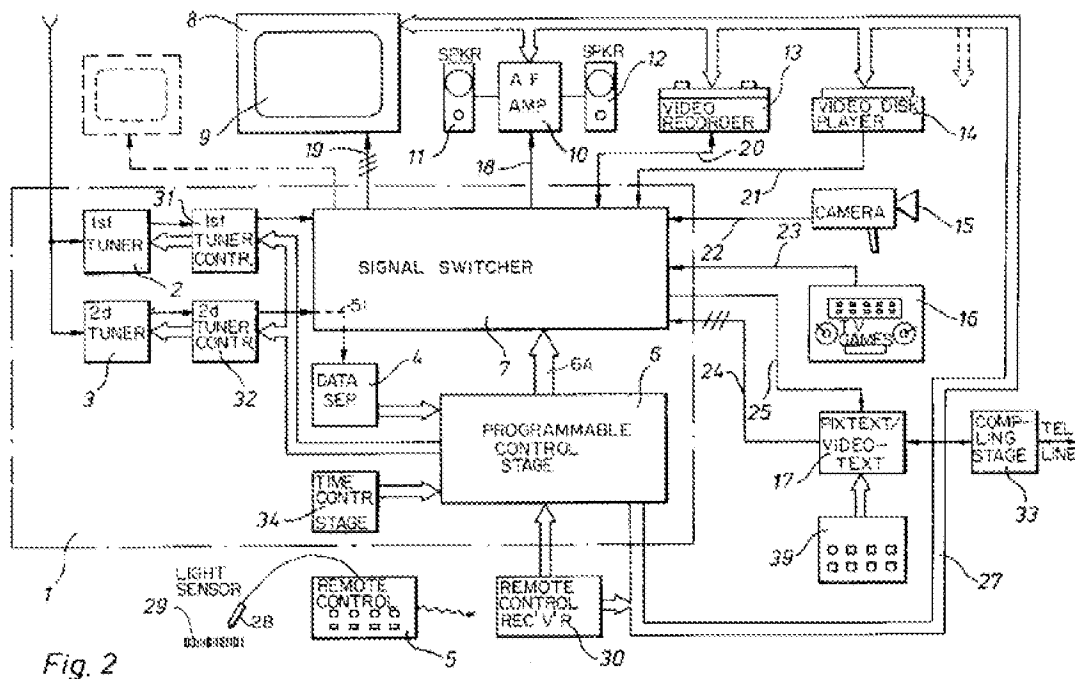 8
SPKR
12
SPKR
13
A F
AMP
VIDEO
RECORDER
VIDEO DISK
PLAYER
14
9
19
11
10
18
20
21
31
1st
TUNER
1st
TUNER
CONTR.
2
SIGNAL SWITCHER
7
CAMERA
15
22
23
2d
TUNER
2d
TUNER
CONTR.
3
32
51
TV
GAMES
16
DATA
SER
4
6A
6
24
25
PROGRAMMABLE
CONTROL
STAGE
PIXTEXT/
VIDEO-
TEXT
17
COMP-
LING
STAGE
33
TEL
LINE
TIME
CONTR
STAGE
34
39
27
1
LIGHT
SENSOR
29
28
REMOTE
CONTROL
5
REMOTE
CONTROL
REC'V'R
30
Fig. 2